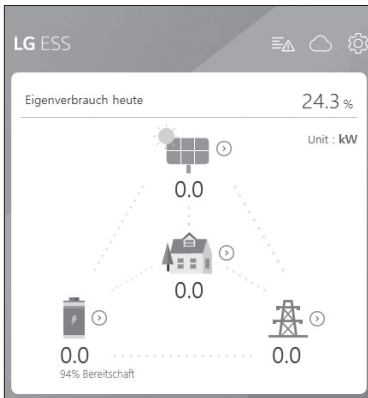 LG ESS
Eigenverbrauch heute 24.3 %
Unit : kW
0.0
0.0
0.0 0.0
94% Bereitschaft